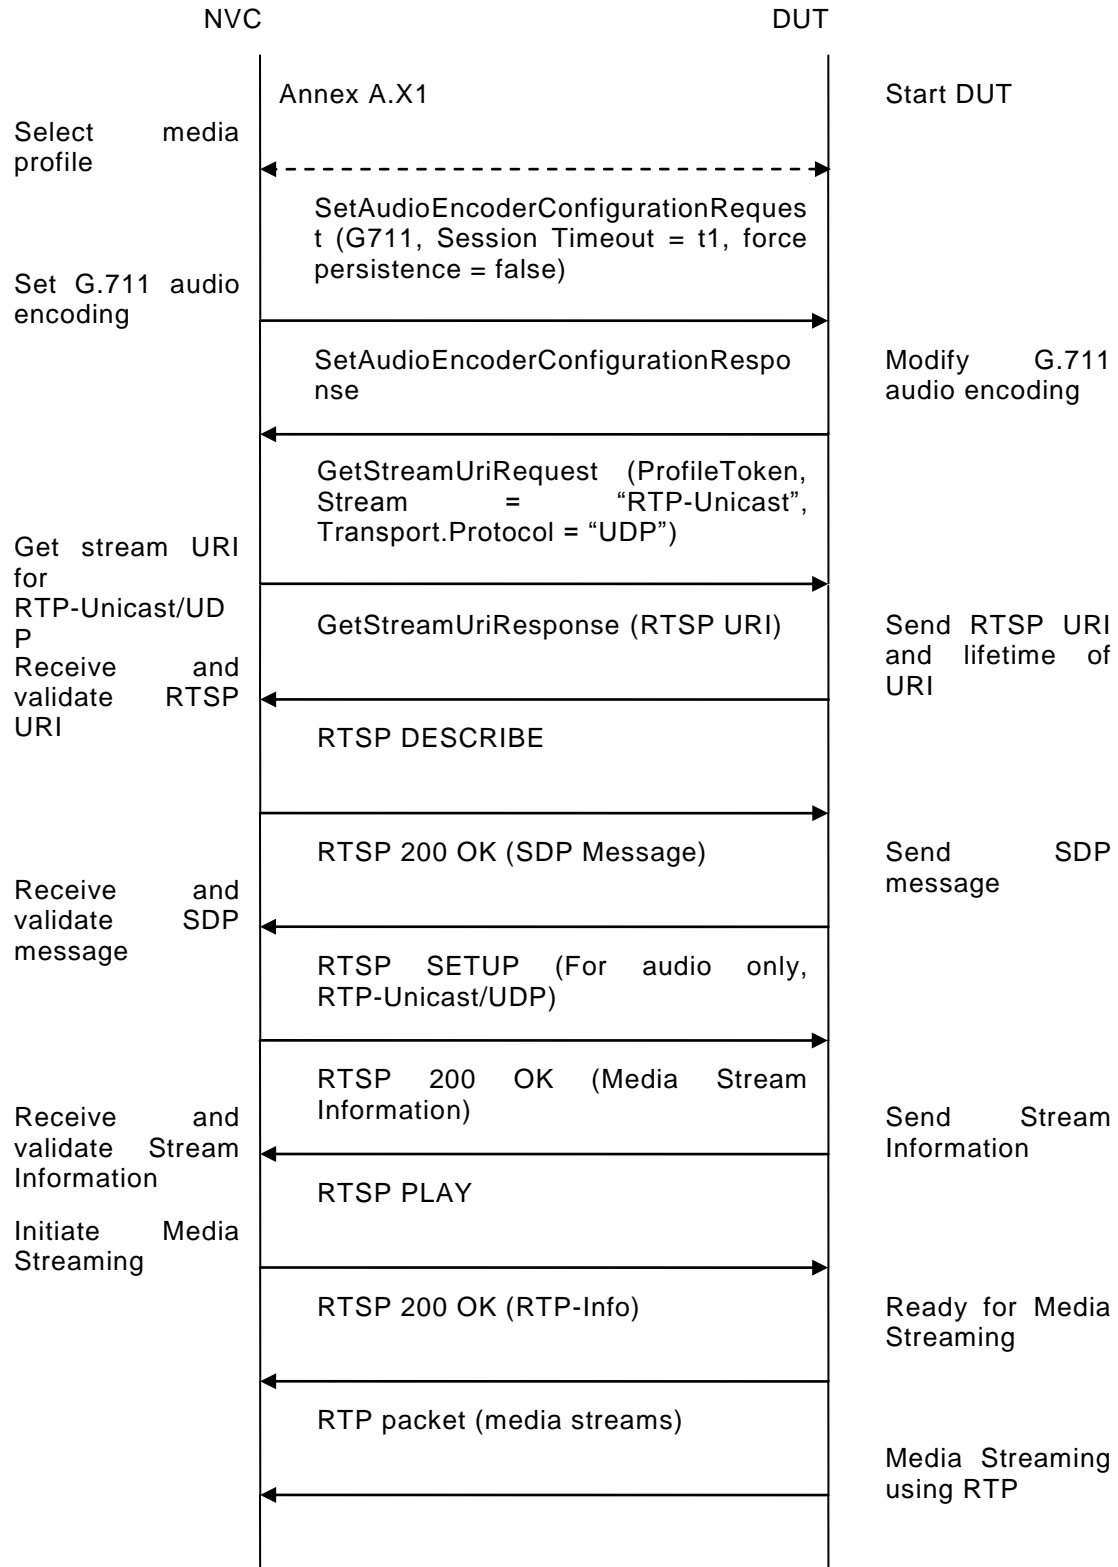 NVC
DUT
Annex A.X1
Start DUT
Select media
profile
SetAudioEncoderConfigurationReques
t (G711, Session Timeout = t1, force
persistence = false)
Set G.711 audio
encoding
SetAudioEncoderConfigurationRespo
nse
Modify G.711
audio encoding
GetStreamUriRequest (ProfileToken,
Stream = “RTP-Unicast”,
Transport.Protocol = “UDP”)
Get stream URI
for
RTP-Unicast/UD
P
GetStreamUriResponse (RTSP URI)
Send RTSP URI
and lifetime of
URI
Receive and
validate RTSP
URI
RTSP DESCRIBE
RTSP 200 OK (SDP Message)
Send SDP
message
Receive and
validate SDP
message
RTSP SETUP (For audio only,
RTP-Unicast/UDP)
RTSP 200 OK (Media Stream
Information)
Send Stream
Information
Receive and
validate Stream
Information
RTSP PLAY
Initiate Media
Streaming
RTSP 200 OK (RTP-Info)
Ready for Media
Streaming
RTP packet (media streams)
Media Streaming
using RTP